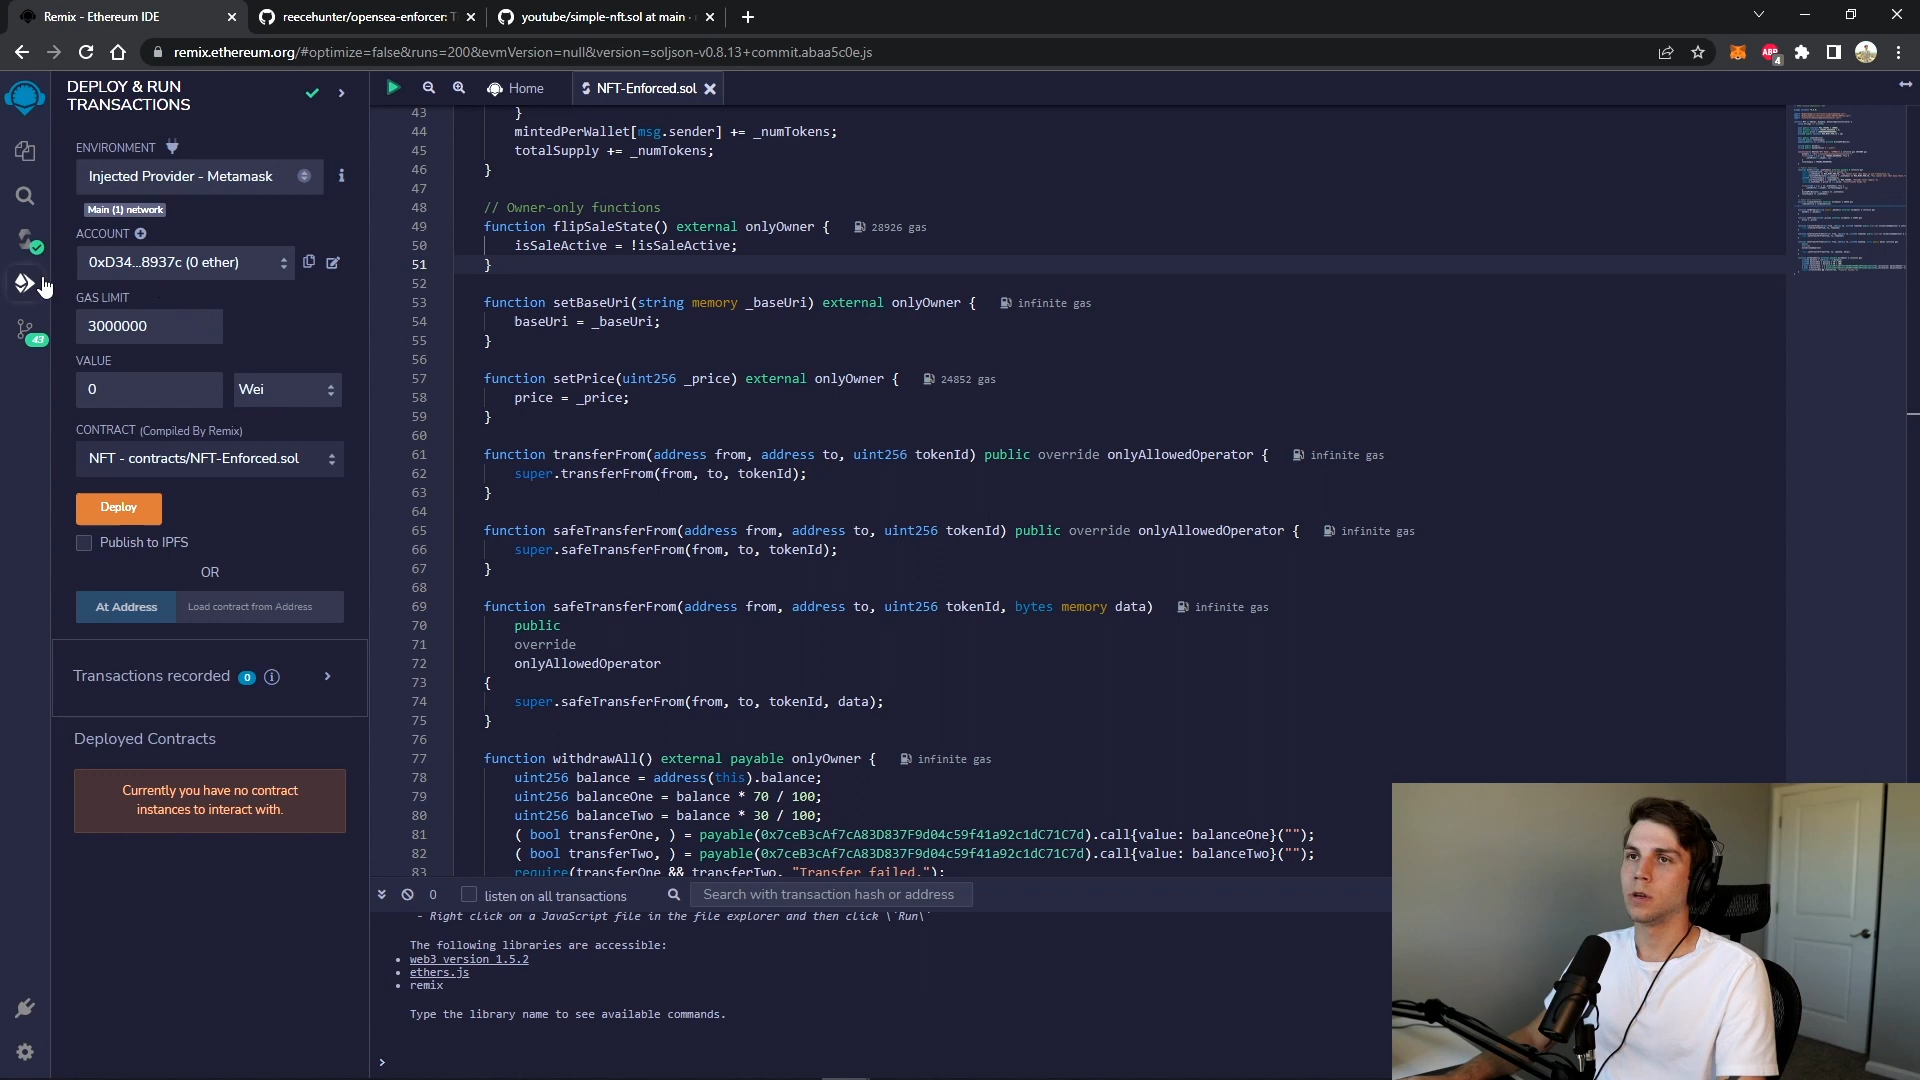 Remix - Ethereum IDE
reecehunter/opensea-enforcer: T
youtube/simple-nft.sol at main ·
remix.ethereum.org/#optimize=false&runs=200&evmVersion=null&version=soljson-v0.8.13+commit.abaa5c0e.js
ABP
4
DEPLOY & RUN
TRANSACTIONS
ENVIRONMENT
Injected Provider - Metamask
Main (1) network
ACCOUNT
0xD34...8937c (0 ether)
GAS LIMIT
3000000
VALUE
0
Wei
CONTRACT (Compiled By Remix)
NFT - contracts/NFT-Enforced.sol
Deploy
Publish to IPFS
OR
At Address
Load contract from Address
Transactions recorded 0
Deployed Contracts
Currently you have no contract
instances to interact with.
43
Home
NFT-Enforced.sol
43 }
44 mintedPerWallet[msg.sender] += _numTokens;
45 totalSupply += _numTokens;
46 }
47
48 // Owner-only functions
49 function flipSaleState() external onlyOwner { 28926 gas
50 isSaleActive = !isSaleActive;
51 }
52
53 function setBaseUri(string memory _baseUri) external onlyOwner { infinite gas
54 baseUri = _baseUri;
55 }
56
57 function setPrice(uint256 _price) external onlyOwner { 24852 gas
58 price = _price;
59 }
60
61 function transferFrom(address from, address to, uint256 tokenId) public override onlyAllowedOperator { infinite gas
62 super.transferFrom(from, to, tokenId);
63 }
64
65 function safeTransferFrom(address from, address to, uint256 tokenId) public override onlyAllowedOperator { infinite gas
66 super.safeTransferFrom(from, to, tokenId);
67 }
68
69 function safeTransferFrom(address from, address to, uint256 tokenId, bytes memory data) infinite gas
70 public
71 override
72 onlyAllowedOperator
73 {
74 super.safeTransferFrom(from, to, tokenId, data);
75 }
76
77 function withdrawAll() external payable onlyOwner { infinite gas
78 uint256 balance = address(this).balance;
79 uint256 balanceOne = balance * 70 / 100;
80 uint256 balanceTwo = balance * 30 / 100;
81 ( bool transferOne, ) = payable(0x7ceB3cAf7cA83D837F9d04c59f41a92c1dC71C7d).call{value: balanceOne}("");
82 ( bool transferTwo, ) = payable(0x7ceB3cAf7cA83D837F9d04c59f41a92c1dC71C7d).call{value: balanceTwo}("");
83 require(transferOne && transferTwo, "Transfer failed.");
0
listen on all transactions
Search with transaction hash or address
- Right click on a JavaScript file in the file explorer and then click \`Run\`
The following libraries are accessible:
• web3 version 1.5.2
• ethers.js
• remix
Type the library name to see available commands.
>